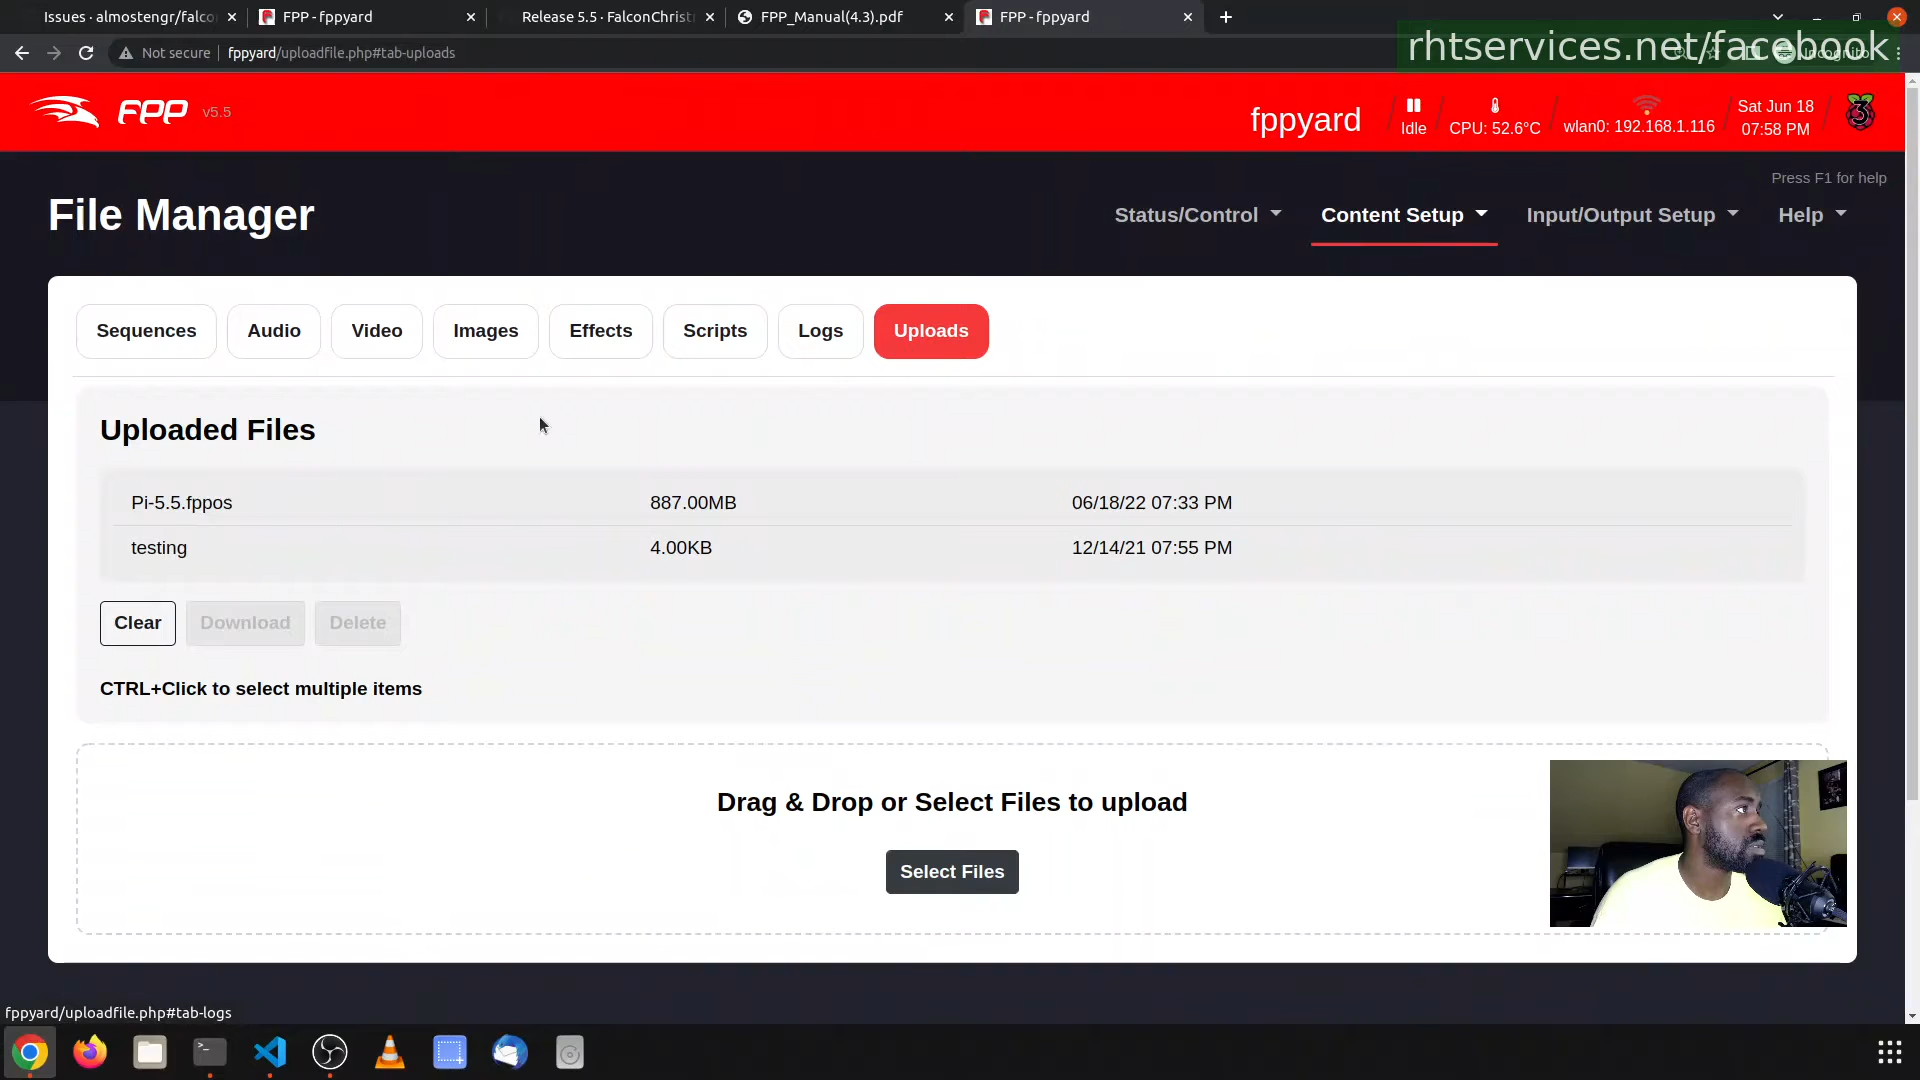 Issues · almostengr/falco
FPP - fppyard
Release 5.5 · FalconChrist
FPP_Manual(4.3).pdf
FPP - fppyard
Not secure
fppyard/uploadfile.php#tab-uploads
Incognito
rhtservices.net/facebook
FPP v5.5
fppyard
Idle
CPU: 52.6°C
wlan0: 192.168.1.116
Sat Jun 18
07:58 PM
3
Press F1 for help
File Manager
Status/Control
Content Setup
Input/Output Setup
Help
Sequences
Audio
Video
Images
Effects
Scripts
Logs
Uploads
Uploaded Files
Pi-5.5.fppos 887.00MB 06/18/22 07:33 PM
testing 4.00KB 12/14/21 07:55 PM
Clear
Download
Delete
CTRL+Click to select multiple items
Drag & Drop or Select Files to upload
Select Files
fppyard/uploadfile.php#tab-logs